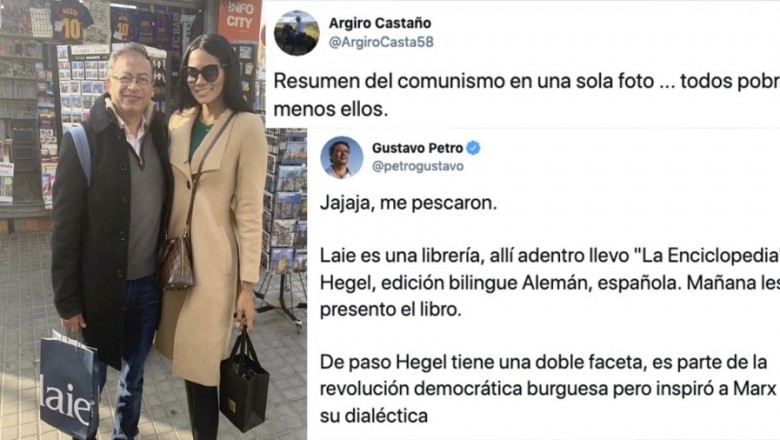 INFO
CITY
10
MESSI
10
laie
Argiro Castaño
@ArgiroCasta58
Resumen del comunismo en una sola foto ... todos pobr
menos ellos.
Gustavo Petro
@petrogustavo
Jajaja, me pescaron.
Laie es una librería, allí adentro llevo "La Enciclopedia"
Hegel, edición bilingue Alemán, española. Mañana les
presento el libro.
De paso Hegel tiene una doble faceta, es parte de la
revolución democrática burguesa pero inspiró a Marx
su dialéctica